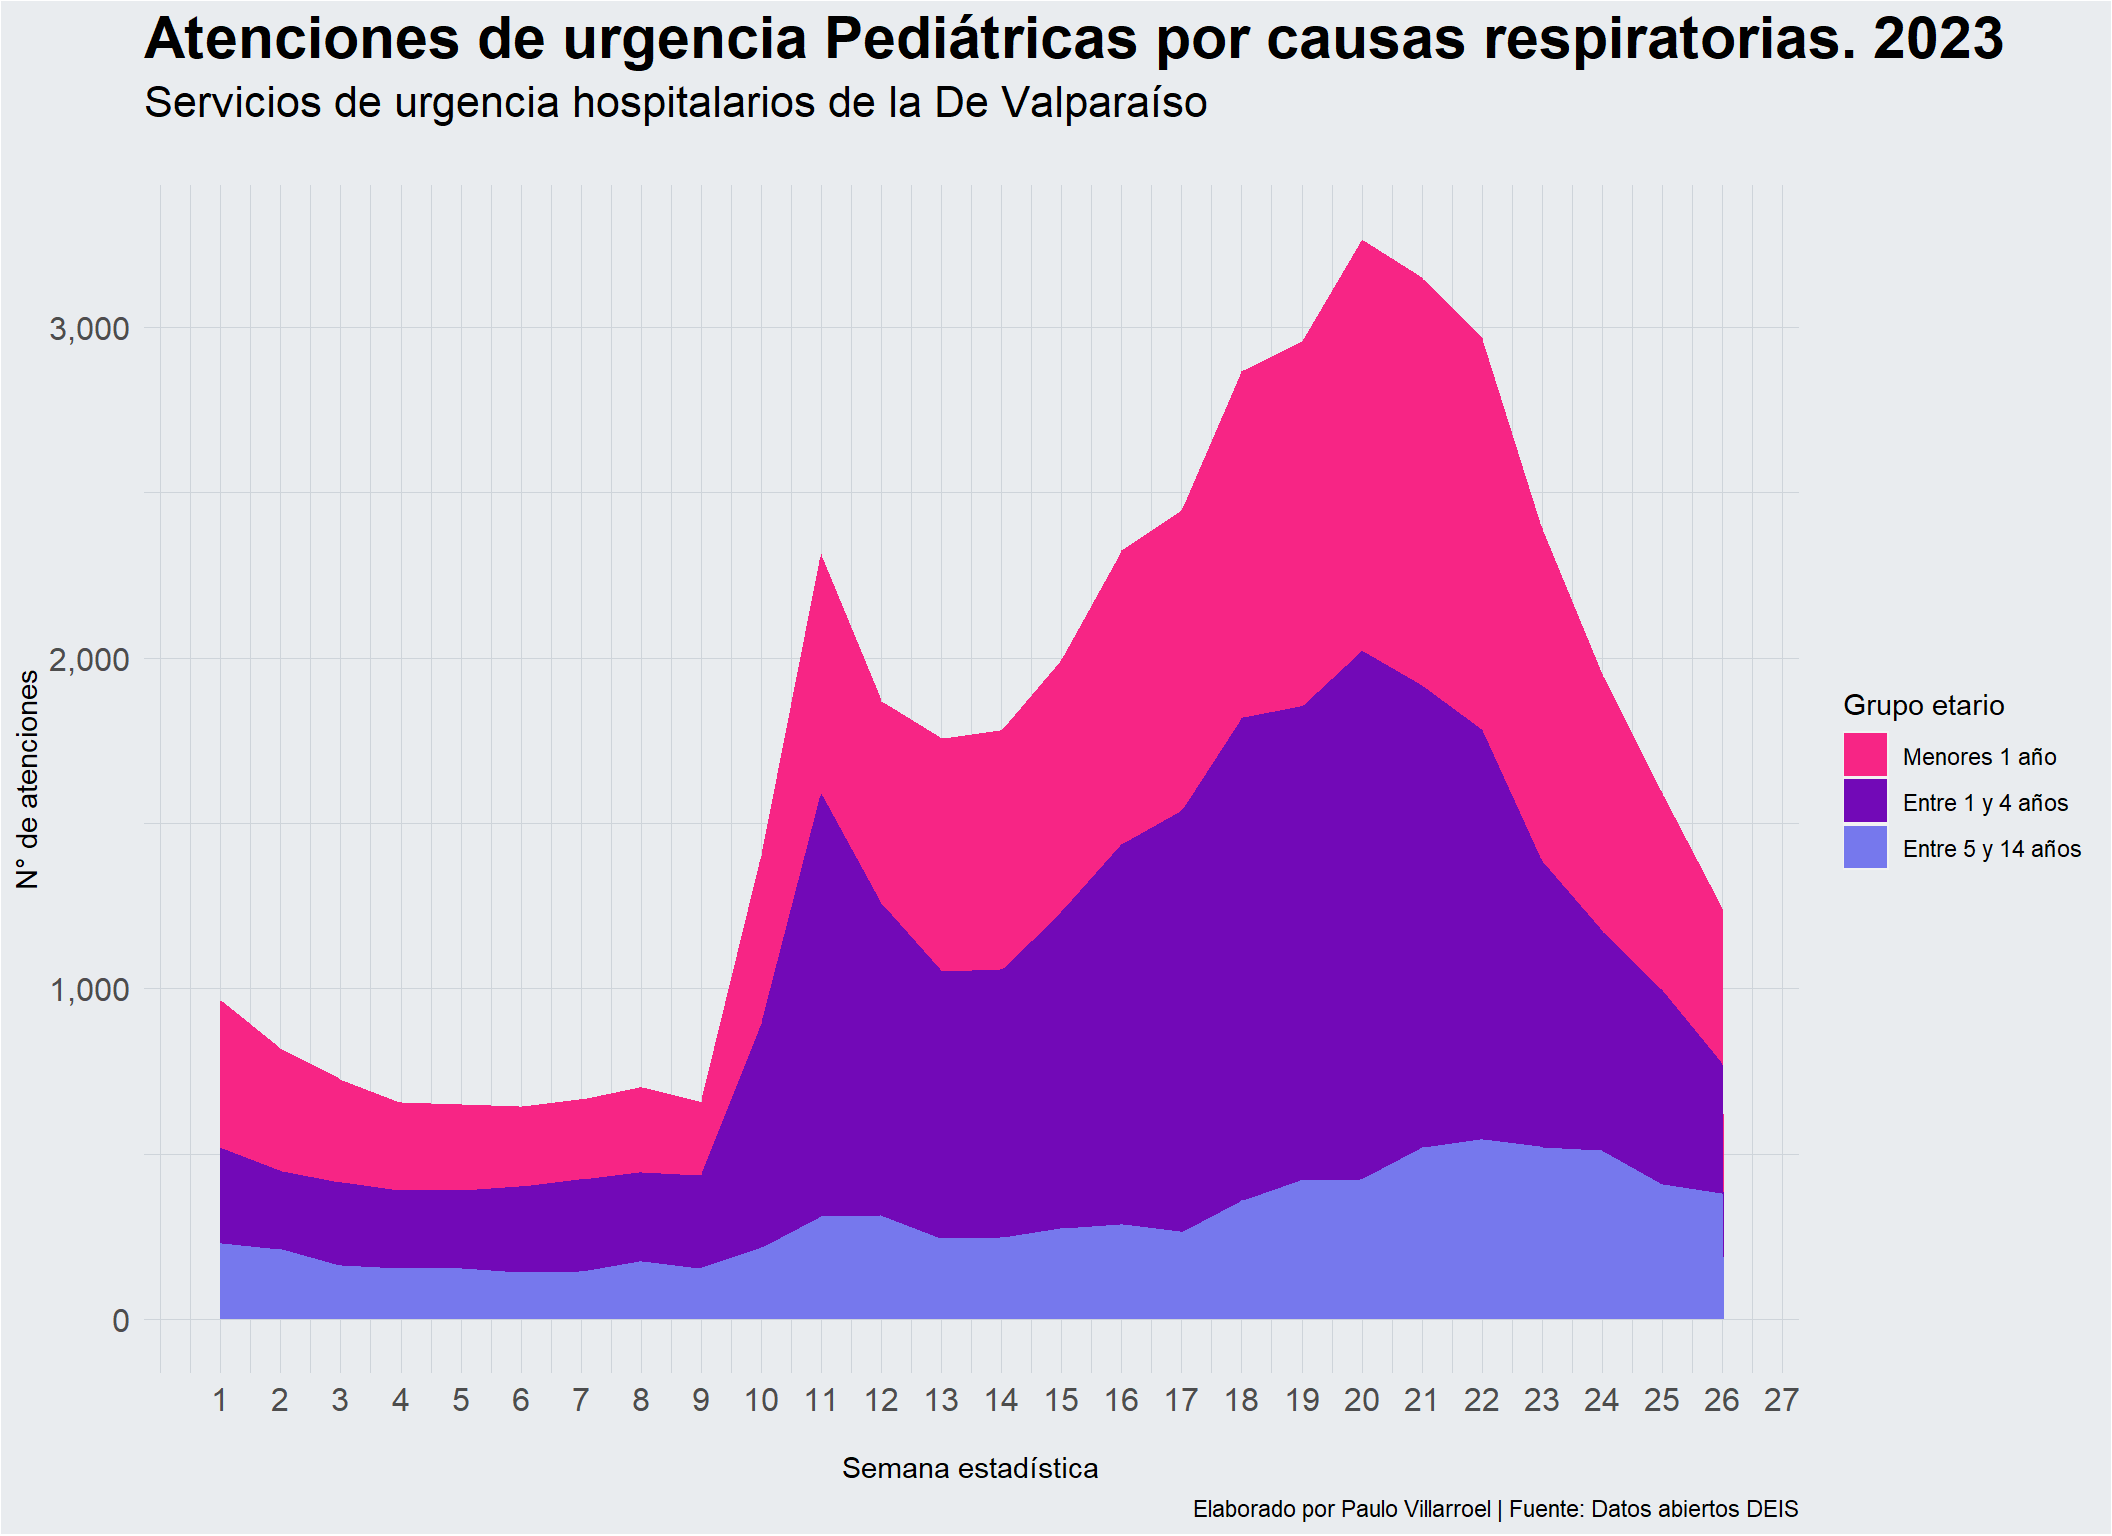 Atenciones de urgencia Pediátricas por causas respiratorias. 2023
Servicios de urgencia hospitalarios de la De Valparaíso
3,000
2,000
1,000
0
N° de atenciones
1 2 3 4 5 6 7 8 9 10 11 12 13 14 15 16 17 18 19 20 21 22 23 24 25 26 27
Semana estadística
Grupo etario
Menores 1 año
Entre 1 y 4 años
Entre 5 y 14 años
Elaborado por Paulo Villarroel | Fuente: Datos abiertos DEIS